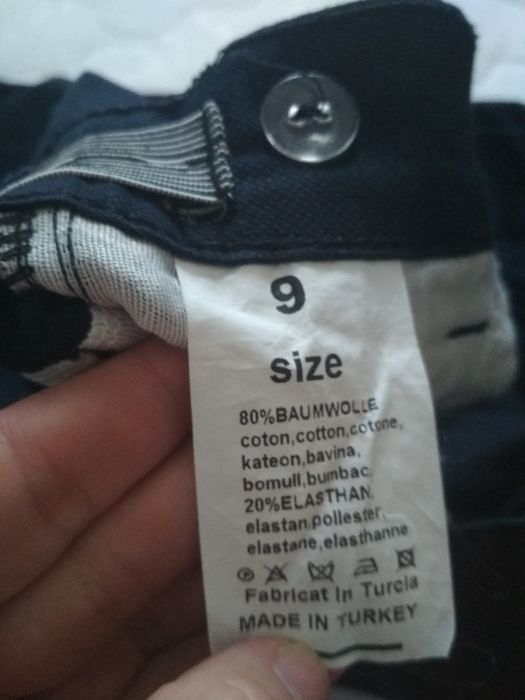 9
size
80%BAUMWOLLE
coton,cotton,cotone,
kateon,bavina,
bomull,bumbac,
20%ELASTHAN,
elastan,pollester,
elastane,elasthanne
Fabricat In Turcia
MADE IN TURKEY